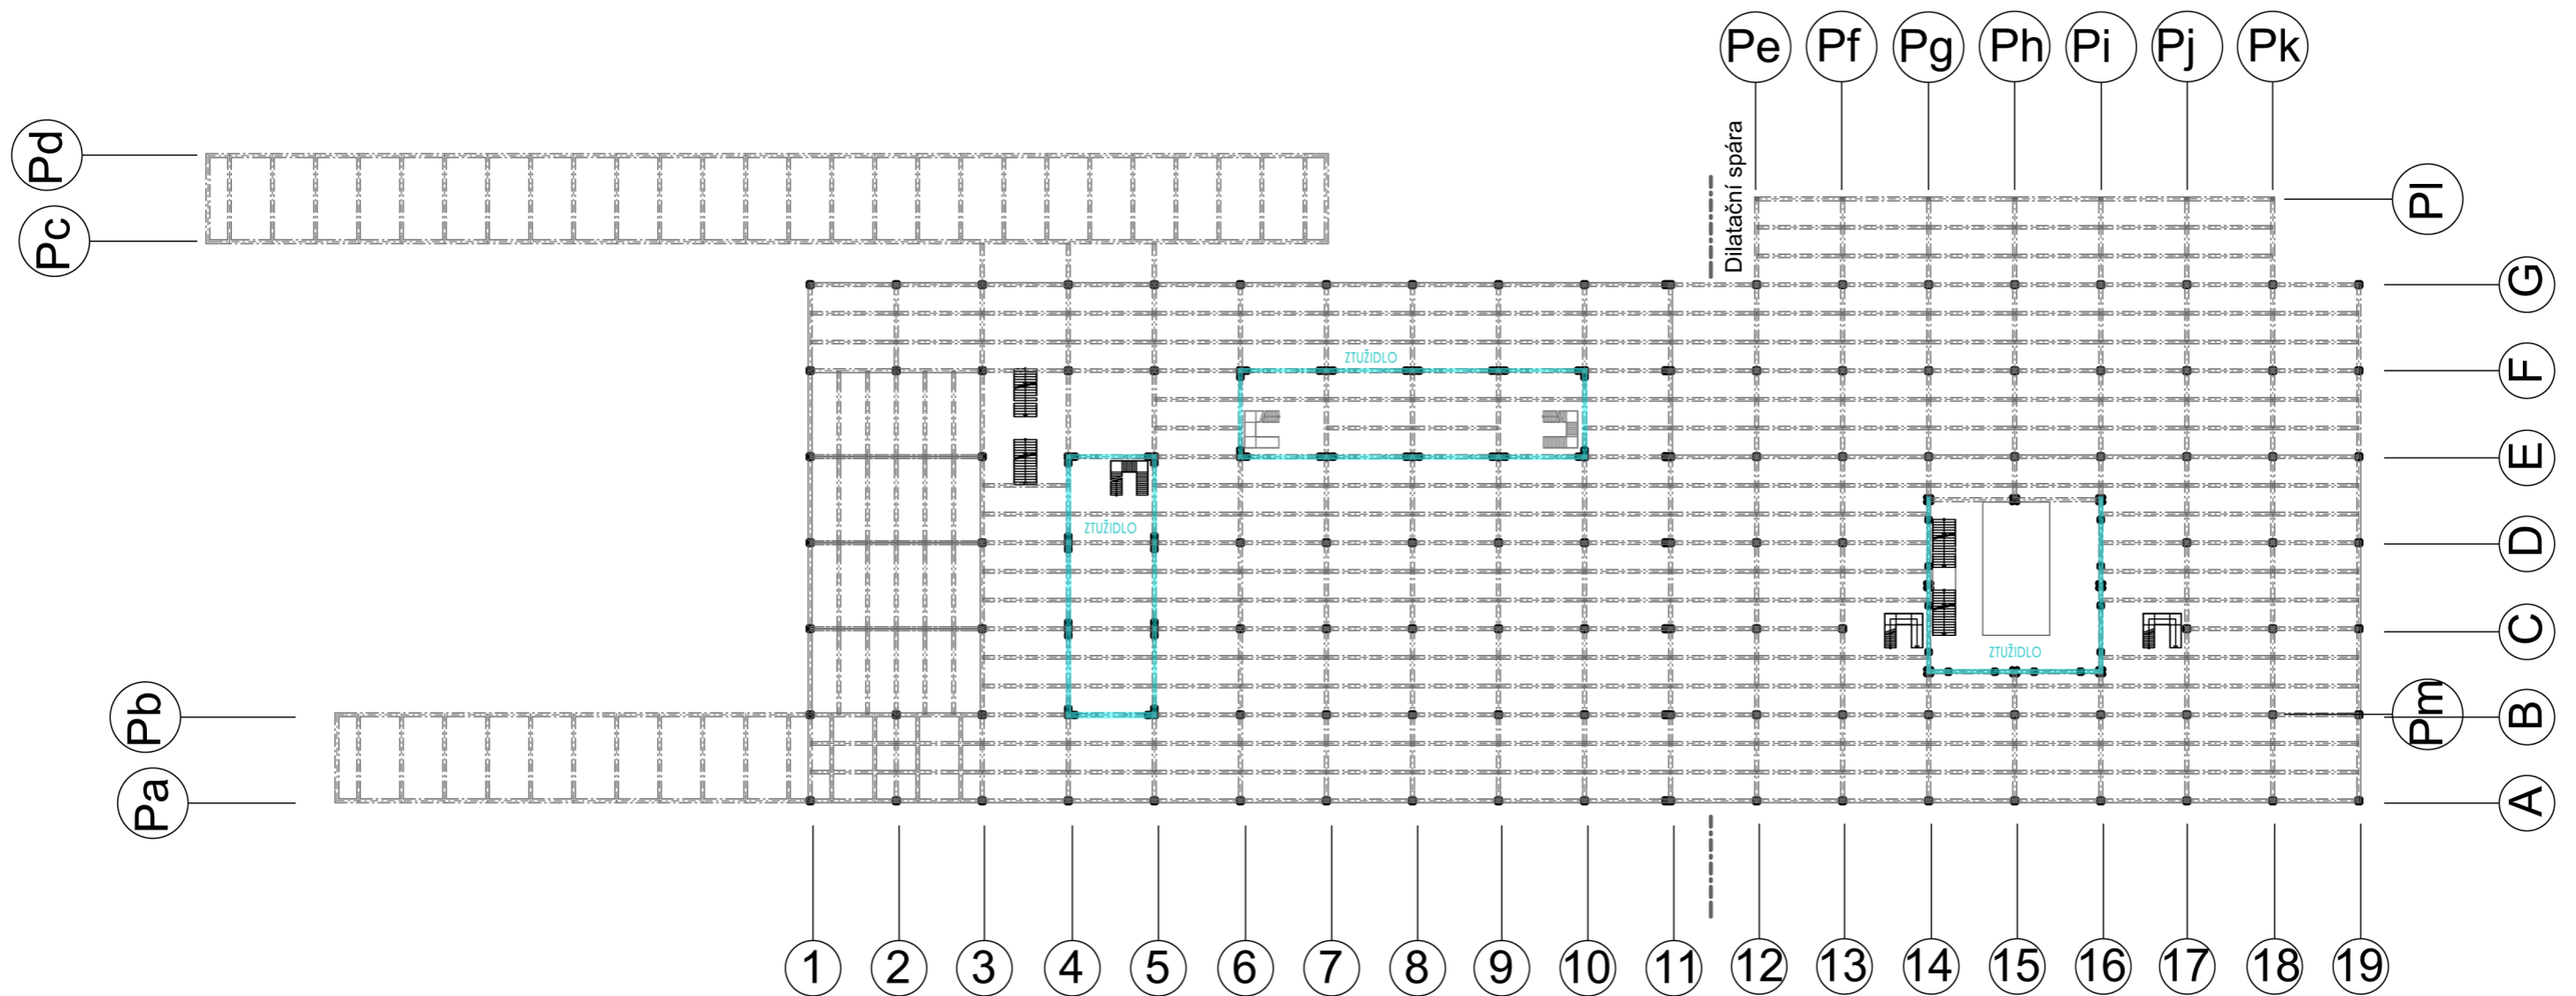 Pe Pf Pg Ph Pi Pj Pk
Pd
Pc
Dilatační spára
Pl
G
ZTUŽIDLO
F
E
ZTUŽIDLO
D
C
ZTUŽIDLO
Pb
Pm
B
Pa
A
1 2 3 4 5 6 7 8 9 10 11 12 13 14 15 16 17 18 19